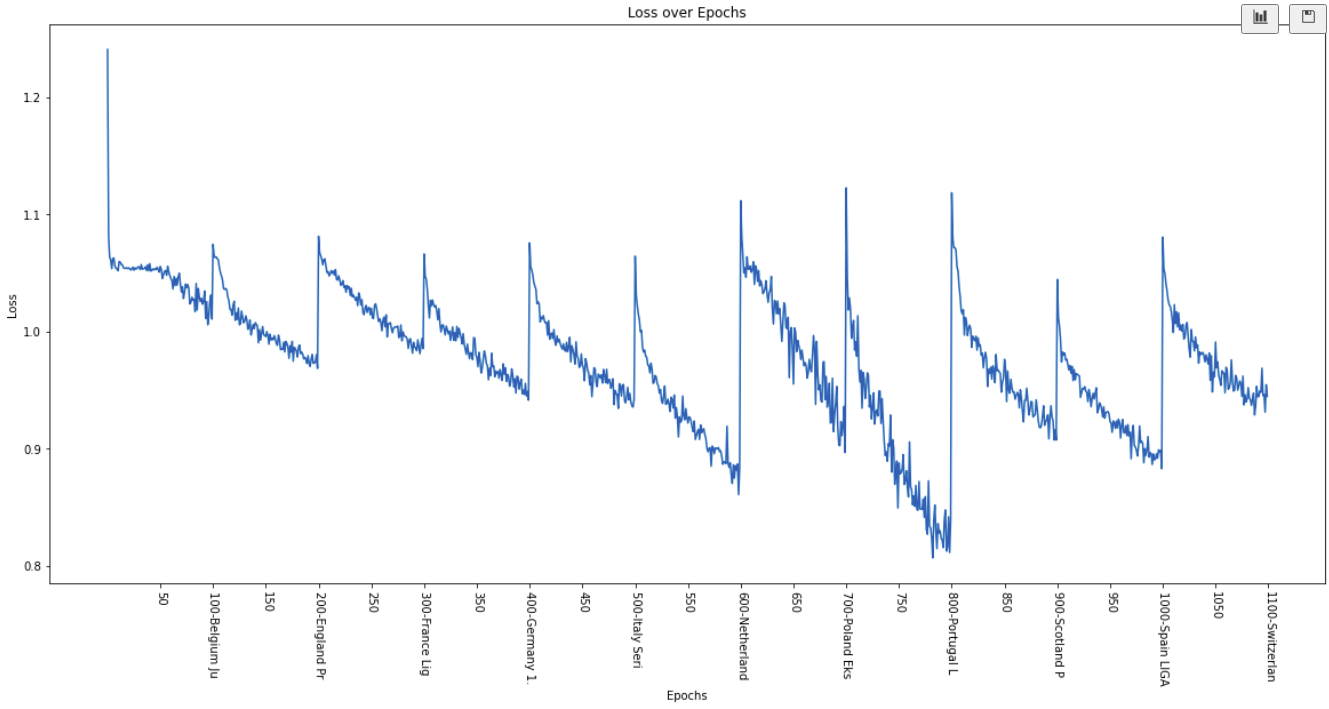 Loss over Epochs
1.2
1.1
1.0
0.9
0.8
Loss
50
100-Belgium Ju
150
200-England Pr
250
300-France Lig
350
400-Germany 1.
450
500-Italy Seri
550
600-Netherland
650
700-Poland Eks
750
800-Portugal L
850
900-Scotland P
950
1000-Spain LIGA
1050
1100-Switzerlan
Epochs